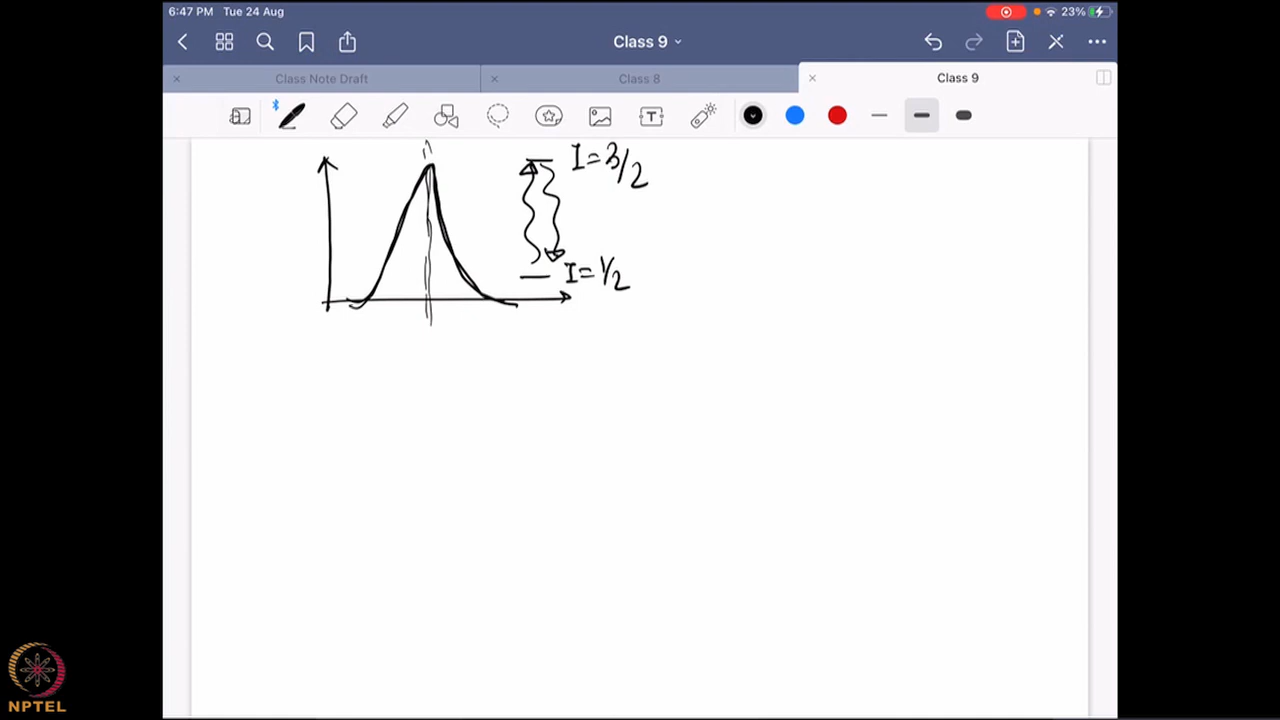 6:47 PM Tue 24 Aug
23%
Class 9
Class Note Draft
Class 8
Class 9
T
I=3/2
I=1/2
NPTEL